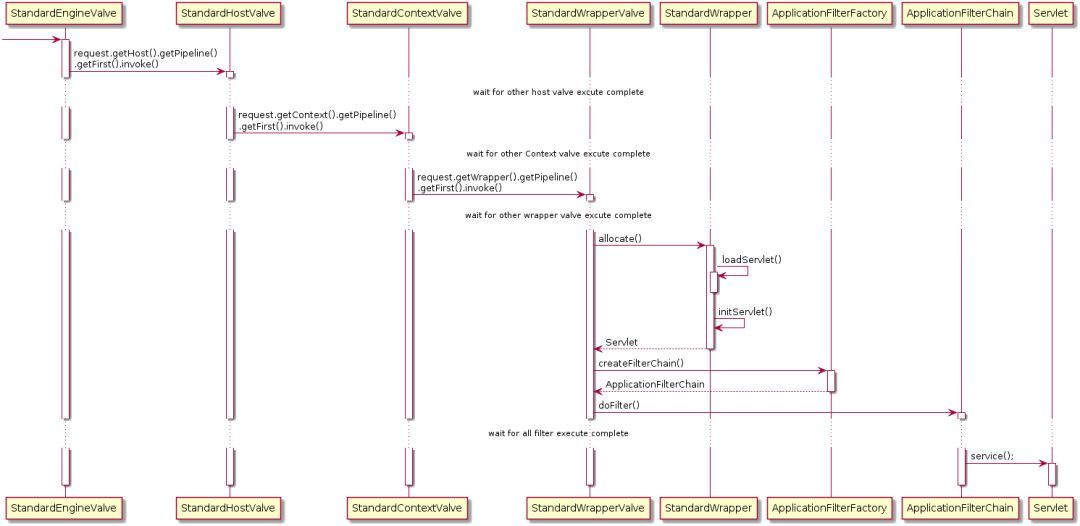 StandardEngineValve
StandardHostValve
StandardContextValve
StandardWrapperValve
StandardWrapper
ApplicationFilterFactory
ApplicationFilterChain
Servlet
request.getHost().getPipeline()
.getFirst().invoke()
wait for other host valve excute complete
request.getContext().getPipeline()
.getFirst().invoke()
wait for other Context valve excute complete
request.getWrapper().getPipeline()
.getFirst().invoke()
wait for other wrapper valve excute complete
allocate()
loadServlet()
initServlet()
Servlet
createFilterChain()
ApplicationFilterChain
doFilter()
wait for all filter execute complete
service();
StandardEngineValve
StandardHostValve
StandardContextValve
StandardWrapperValve
StandardWrapper
ApplicationFilterFactory
ApplicationFilterChain
Servlet